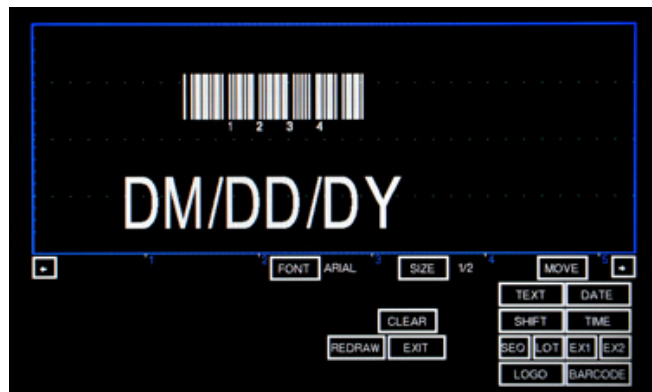 1 2 3 4
DM/DD/DY
1 2 3 4 5
FONT ARIAL SIZE 1/2 MOVE
TEXT DATE
CLEAR SHIFT TIME
REDRAW EXIT SEQ LOT EX1 EX2
LOGO BARCODE